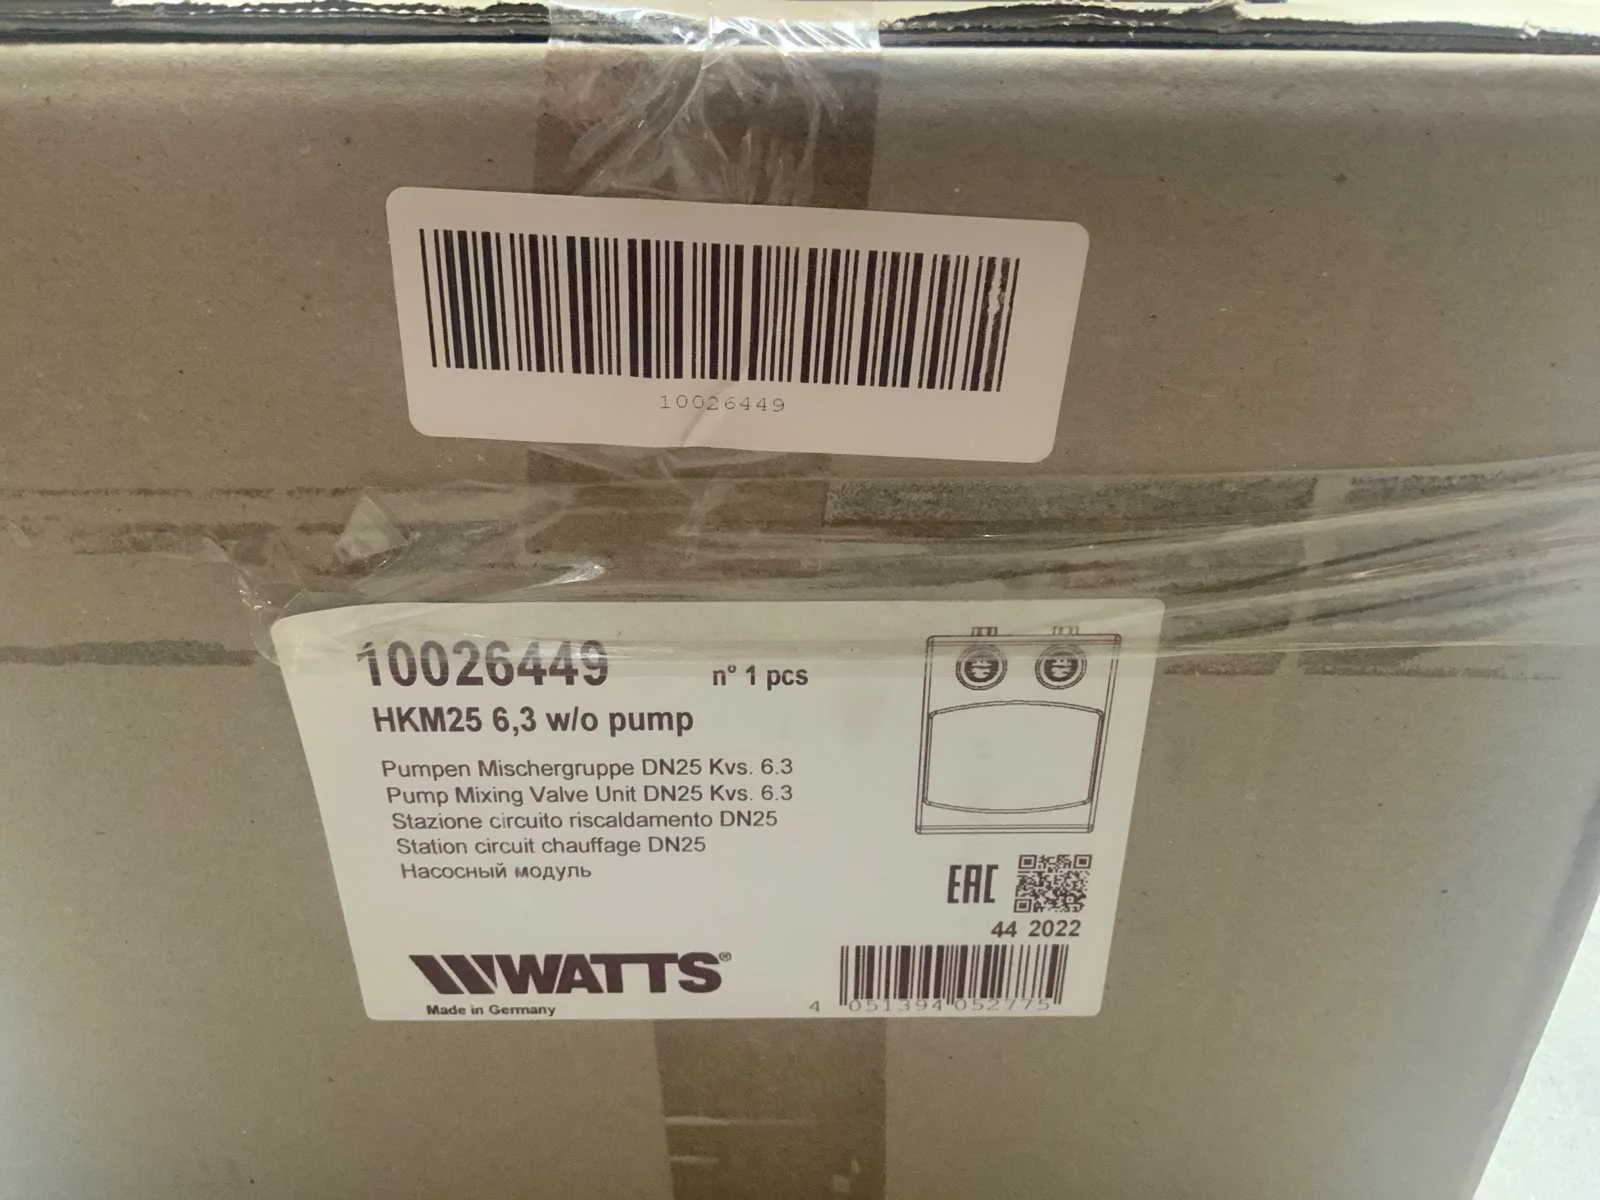 10026449
10026449
n° 1 pcs
HKM25 6,3 w/o pump
Pumpen Mischergruppe DN25 Kvs. 6.3
Pump Mixing Valve Unit DN25 Kvs. 6.3
Stazione circuito riscaldamento DN25
Station circuit chauffage DN25
Насосный модуль
EAC
44 2022
WATTS®
Made in Germany
4 051394 052775